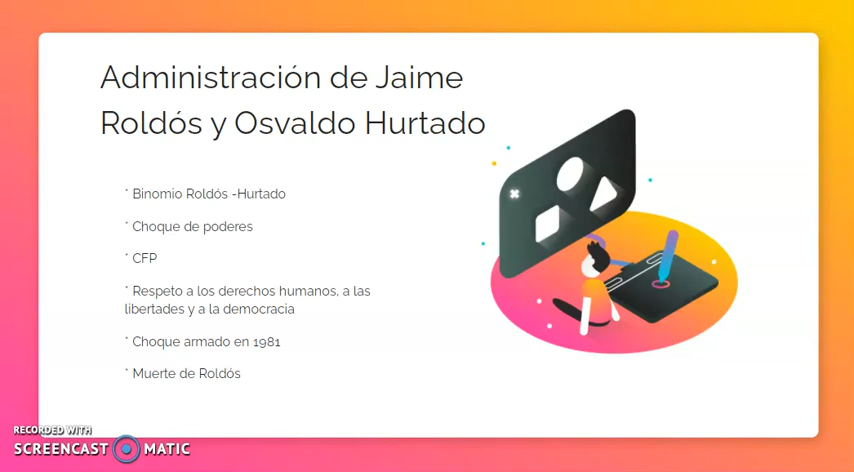 Administración de Jaime
Roldós y Osvaldo Hurtado
* Binomio Roldós -Hurtado
* Choque de poderes
* CFP
* Respeto a los derechos humanos, a las
libertades y a la democracia
* Choque armado en 1981
* Muerte de Roldós
RECORDED WITH
SCREENCAST MATIC